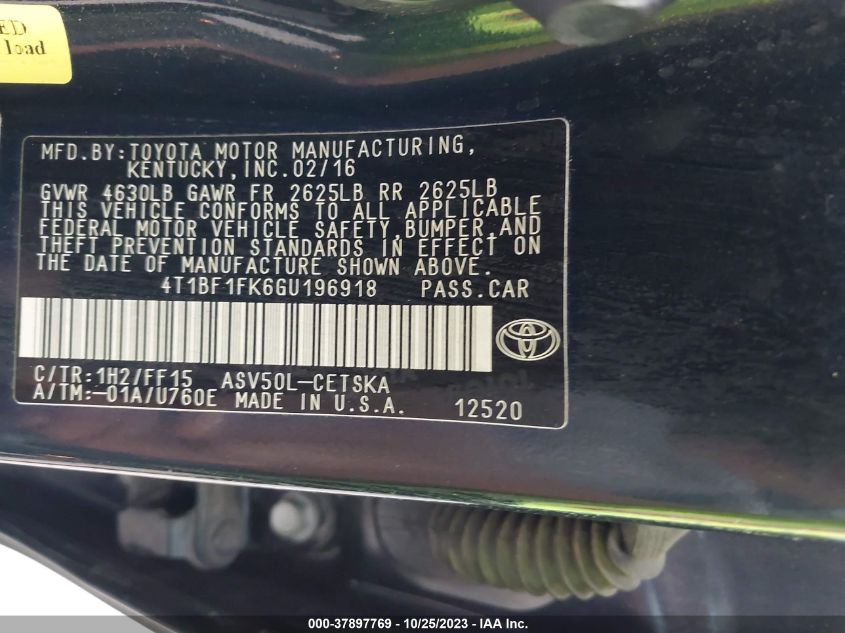 ED
load
MFD.BY:TOYOTA MOTOR MANUFACTURING,
KENTUCKY,INC.02/16
GVWR 4630LB GAWR FR 2625LB RR 2625LB
THIS VEHICLE CONFORMS TO ALL APPLICABLE
FEDERAL MOTOR VEHICLE SAFETY,BUMPER,AND
THEFT PREVENTION STANDARDS IN EFFECT ON
THE DATE OF MANUFACTURE SHOWN ABOVE.
4T1BF1FK6GU196918 PASS.CAR
C/TR:1H2/FF15 ASV50L-CETSKA
A/TM:-01A/U760E MADE IN U.S.A. 12520
000-37897769 - 10/25/2023 - IAAI.com